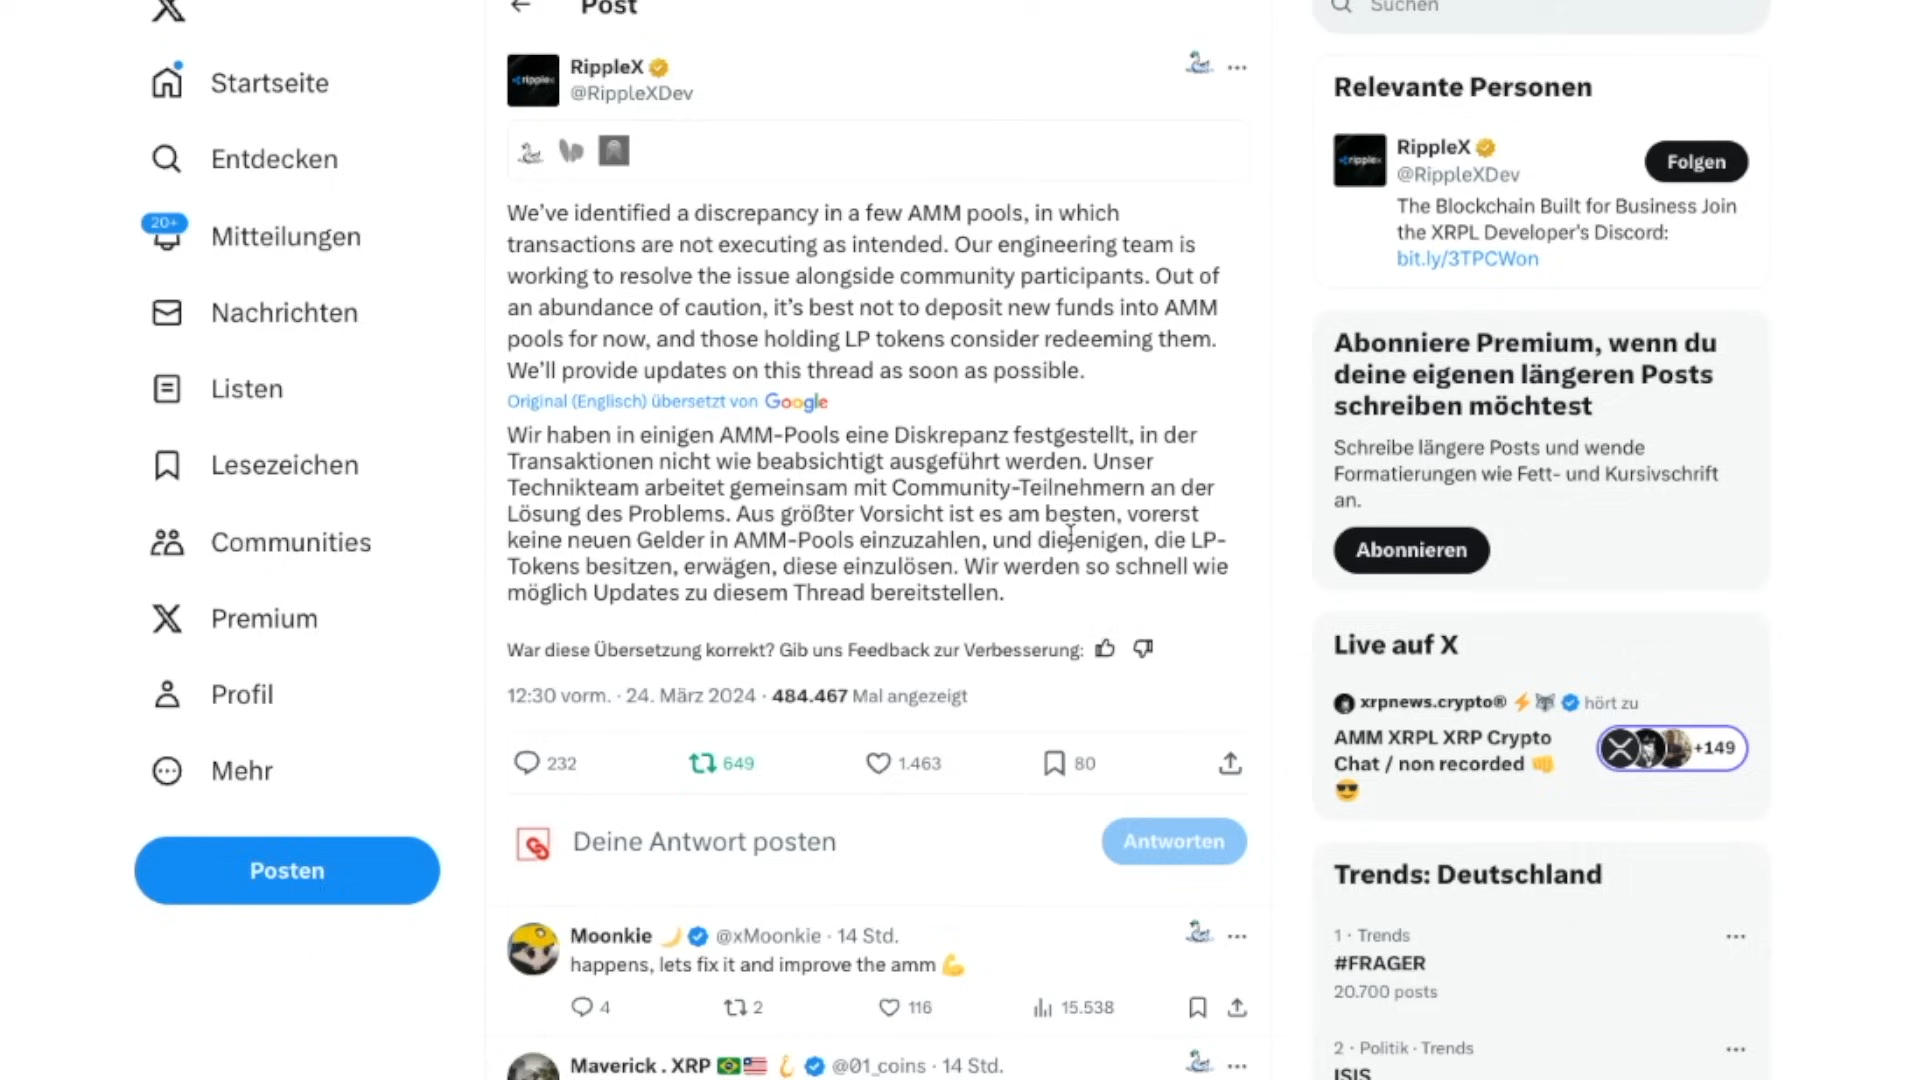 Post
Suchen
Startseite
Entdecken
20+
Mitteilungen
Nachrichten
Listen
Lesezeichen
Communities
Premium
Profil
Mehr
Posten
RippleX
@RippleXDev
ripplex
We’ve identified a discrepancy in a few AMM pools, in which
transactions are not executing as intended. Our engineering team is
working to resolve the issue alongside community participants. Out of
an abundance of caution, it’s best not to deposit new funds into AMM
pools for now, and those holding LP tokens consider redeeming them.
We’ll provide updates on this thread as soon as possible.
Original (Englisch) übersetzt von Google
Wir haben in einigen AMM-Pools eine Diskrepanz festgestellt, in der
Transaktionen nicht wie beabsichtigt ausgeführt werden. Unser
Technikteam arbeitet gemeinsam mit Community-Teilnehmern an der
Lösung des Problems. Aus größter Vorsicht ist es am besten, vorerst
keine neuen Gelder in AMM-Pools einzuzahlen, und diejenigen, die LP-
Tokens besitzen, erwägen, diese einzulösen. Wir werden so schnell wie
möglich Updates zu diesem Thread bereitstellen.
War diese Übersetzung korrekt? Gib uns Feedback zur Verbesserung:
12:30 vorm. · 24. März 2024 · 484.467 Mal angezeigt
232 649 1.463 80
Deine Antwort posten
Antworten
Moonkie 🌙 @xMoonkie · 14 Std.
happens, lets fix it and improve the amm 💪
4 2 116 15.538
Maverick . XRP 🇧🇷🇱🇷 🪝 @01_coins · 14 Std.
Relevante Personen
ripplex
RippleX
@RippleXDev
Folgen
The Blockchain Built for Business Join
the XRPL Developer's Discord:
bit.ly/3TPCWon
Abonniere Premium, wenn du
deine eigenen längeren Posts
schreiben möchtest
Schreibe längere Posts und wende
Formatierungen wie Fett- und Kursivschrift
an.
Abonnieren
Live auf X
xrpnews.crypto® ⚡🐺 hört zu
AMM XRPL XRP Crypto
Chat / non recorded 👊
😎
+149
Trends: Deutschland
1 · Trends
#FRAGER
20.700 posts
2 · Politik · Trends
ISIS